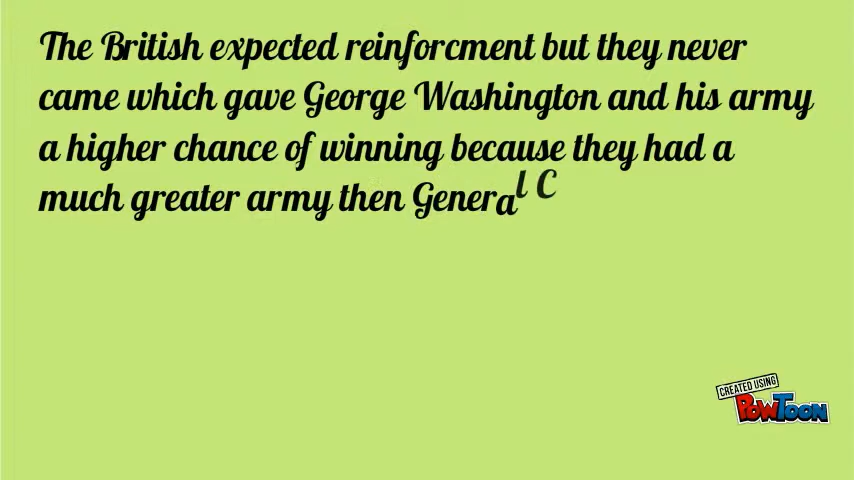 The British expected reinforcment but they never
came which gave George Washington and his army
a higher chance of winning because they had a
much greater army then General C
CREATED USING
POWTOON